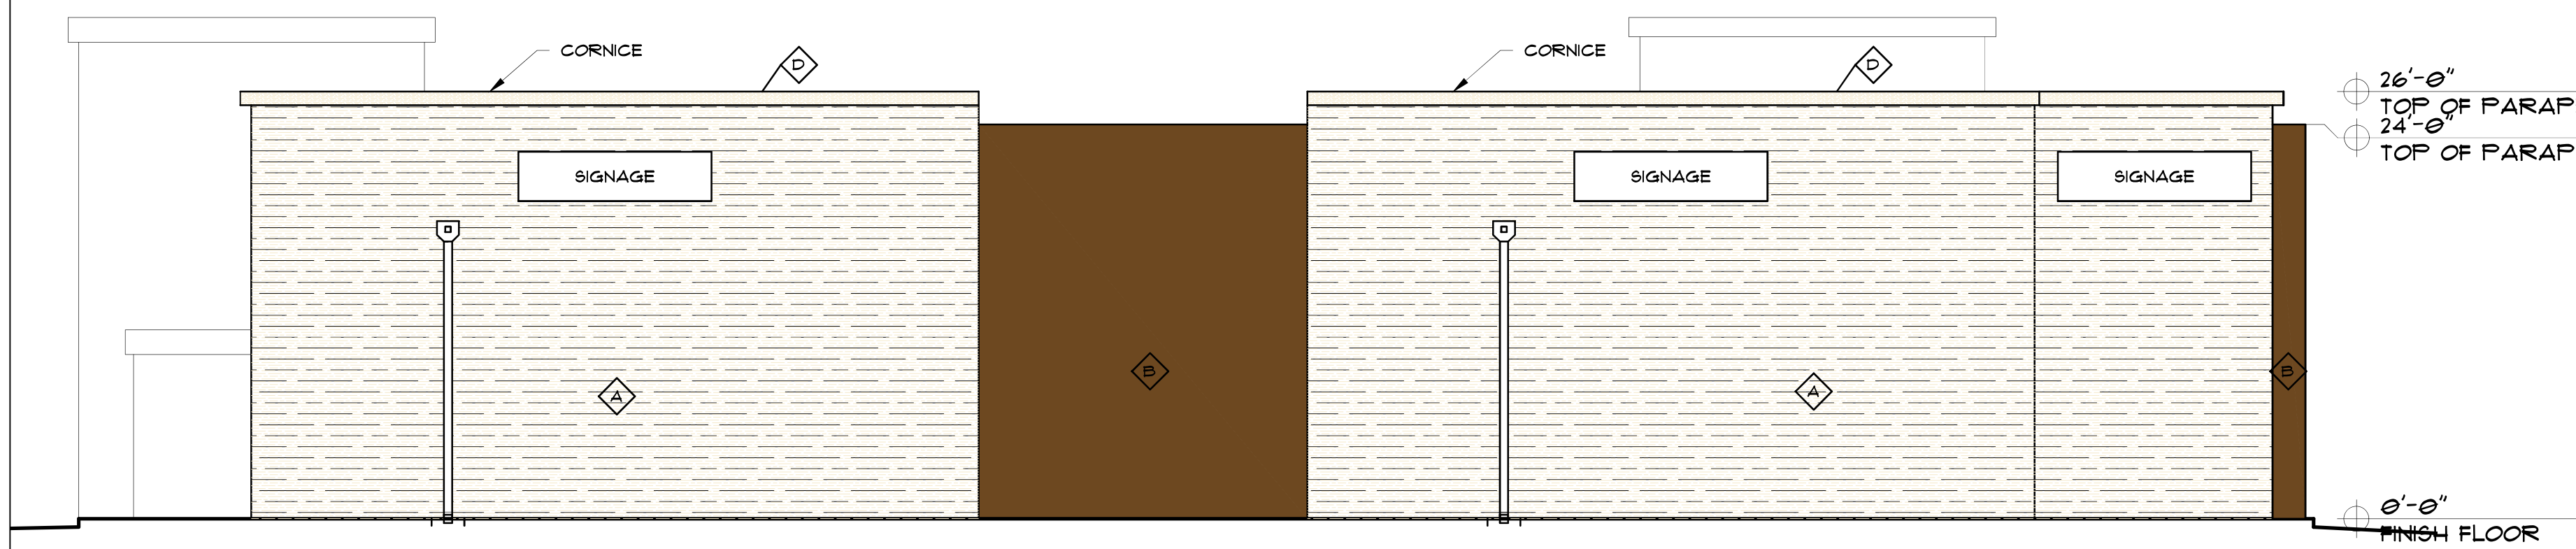 CORNICE
D
CORNICE
D
26'-0"
TOP OF PARAP
24'-0"
TOP OF PARAP
SIGNAGE
SIGNAGE
SIGNAGE
A
B
A
B
0'-0"
FINISH FLOOR